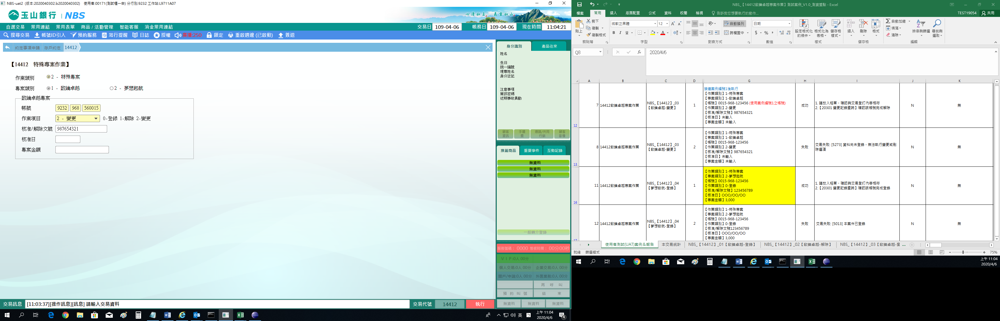 NBS-uat2 (版本:2020040302.b2020040302) 使用者:00171(測試櫃一幸) 分行別:9232 工作站:L9711A07
玉山銀行 | NBS
心清如玉 義重如山
自選交易 常用連結 常用表單 商品 / 活動管理 智能客服 消金常用連結
交易日 109-04-06 帳務日 109-04-06 現在時間 11:04:21
搜尋交易 帳號ID引入 預約服務 蒞行提醒 日誌 授權 廣播:250 鎖定 重啟週邊 (已啟動) 簽退
約定事項申請 存戶約定 14412
【14412 特殊專案作業】
作業類別 2 - 特殊專案
專案類別 1 - 啟鑰卓越 2 - 夢想起航
啟鑰卓越專案
帳號 9232 968 560015
作業項目 2 - 變更 0-登錄 1-解除 2-變更
核准/解除文號 987654321
核准日
專案金額
身分識別 產品往來
姓名
生日
統一編號
理專姓名
身分註記
注意事項
簡訊密碼
近期事故異動
顧客資訊 手續費 通路/共同行銷 顧客影像
推薦商品 重要事件 互動記錄
無資料
無資料
無資料
一般轉介登錄
服務號碼： 0000 等候時間： 00分00秒
ＶＩＰ:0人 00分
個人交易:0人 00分 企業交易:0人 00分
開戶/申請:0人 00分 外匯業務:0人 00分
再 呼 叫
預 約 叫 號 結 束
無資料 無資料 無資料
交易訊息 [11:03:37][操作訊息][訊息] 請輸入交易資料 交易代號 14412 執行
英 上午 11:04
2020/4/6
4
NBS_【14412啟鑰卓越專案作業】測試案例_V1.0_測資盤點 - Excel
檔案 常用 插入 版面配置 公式 資料 校閱 檢視 告訴我您想要執行的動作... TEST19054 共用
貼上 剪下 複製 複製格式 剪貼簿
微軟正黑體 12 B I U 字型
自動換列 跨欄置中 對齊方式
日期 $ % 數值
設定格式化的條件 格式化為表格 儲存格樣式 樣式
插入 刪除 格式 儲存格
自動加總 填滿 清除 排序與篩選 尋找與選取 編輯
Q8 fx 2020/4/6
A B C D G H I J K
12
7 14412啟鑰卓越專案作業
NBS_【14412】_03
【啟鑰卓越-變更】
1
接續案例編號1後執行
【作業類別】1-特殊專案
【專案類別】1-啟鑰卓越
【帳號】0015-968-123456 (使用案例編號1之帳號)
【作業類別】2-變更
【核准/解除文號】987654321
【核准日】未輸入
【專案金額】未輸入
成功
1. 請放入短單，確認與交易登打內容相符
2.【20301 變更記錄查詢】確認該帳號完成解除
N 無
13
8 14412啟鑰卓越專案作業
NBS_【14412】_03
【啟鑰卓越-變更】
2
【作業類別】1-特殊專案
【專案類別】1-啟鑰卓越
【帳號】0015-968-123456
【作業類別】2-變更
【核准/解除文號】987654321
【核准日】未輸入
【專案金額】未輸入
失敗
交易失敗: [5273] 資料尚未登錄，無法執行變更或刪除選項
N 無
16
11 14412啟鑰卓越專案作業
NBS_【14412】_04
【夢想啟航-登錄】
1
【作業類別】1-特殊專案
【專案類別】2-夢想起航
【帳號】0015-968-123456
【作業類別】0-登錄
【核准/解除文號】123456789
【核准日】OOO/OO/OO
【專案金額】3,000
成功
1. 請放入短單，確認與交易登打內容相符
2.【20301 變更記錄查詢】確認該帳號完成登錄
N 無
17
12 14412啟鑰卓越專案作業
NBS_【14412】_04
【夢想啟航-登錄】
2
【作業類別】1-特殊專案
【專案類別】2-夢想起航
【帳號】0015-968-123456
【作業類別】0-登錄
【核准/解除文號123456789
【核准日】OOO/OO/OO
【專案金額】3,000
失敗
交易失敗: [5013] 本案件已登錄
N 無
使用者測試(UAT)案例&報告 本交易統計 NBS_【14412】_01【啟鑰卓越-登錄】 NBS_【14412】_02【啟鑰卓越-解除】 NBS_【14412】_03【啟鑰卓越-變 ...
就緒 篩選模式 75%
上午 11:04
2020/4/6